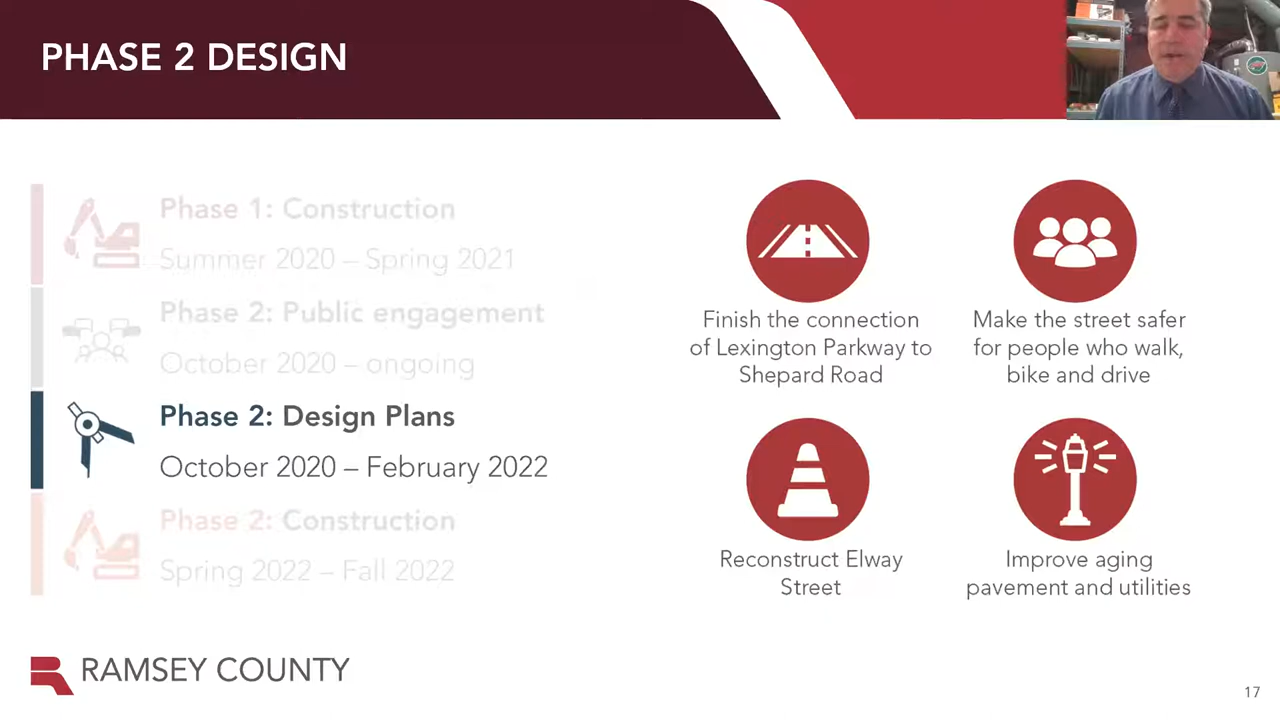 PHASE 2 DESIGN
Phase 1: Construction
Summer 2020 – Spring 2021
Phase 2: Public engagement
October 2020 – ongoing
Phase 2: Design Plans
October 2020 – February 2022
Phase 2: Construction
Spring 2022 – Fall 2022
Finish the connection
of Lexington Parkway to
Shepard Road
Make the street safer
for people who walk,
bike and drive
Reconstruct Elway
Street
Improve aging
pavement and utilities
RAMSEY COUNTY
17